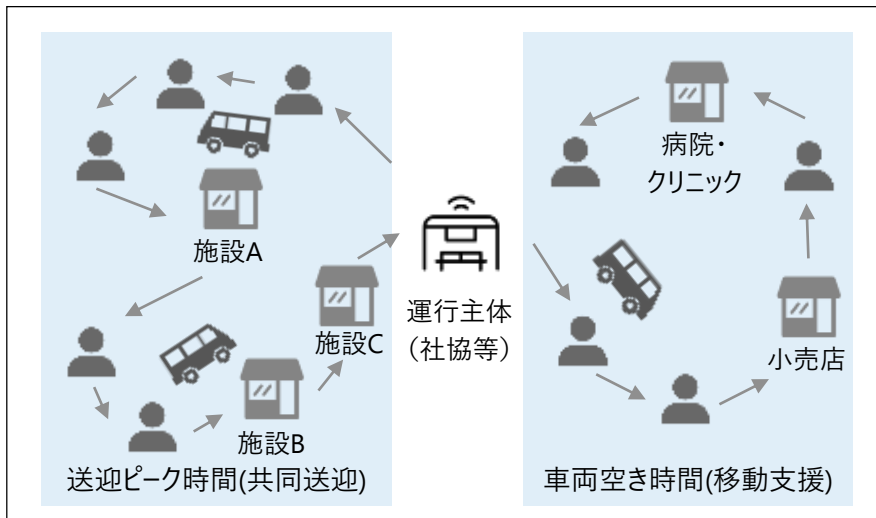 施設A
施設C
施設B
送迎ピーク時間(共同送迎)
運行主体
（社協等）
病院・
クリニック
小売店
車両空き時間(移動支援)